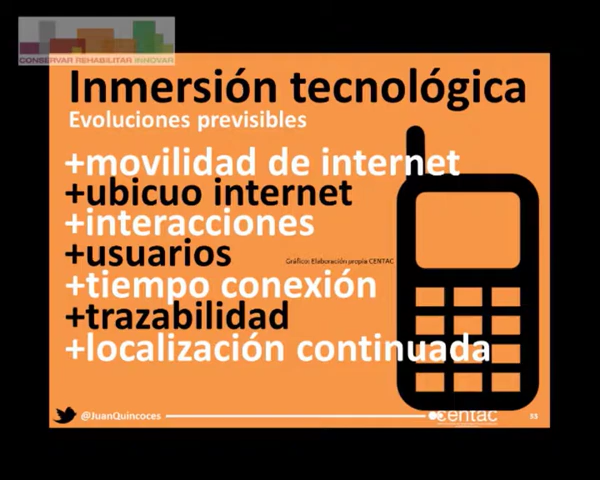 CONSERVAR REHABILITAR INNOVAR
Inmersión tecnológica
Evoluciones previsibles
+movilidad de internet
+ubicuo internet
+interacciones
+usuarios
Gráfico: Elaboración propia CENTAC
+tiempo conexión
+trazabilidad
+localización continuada
@JuanQuincoces
centac